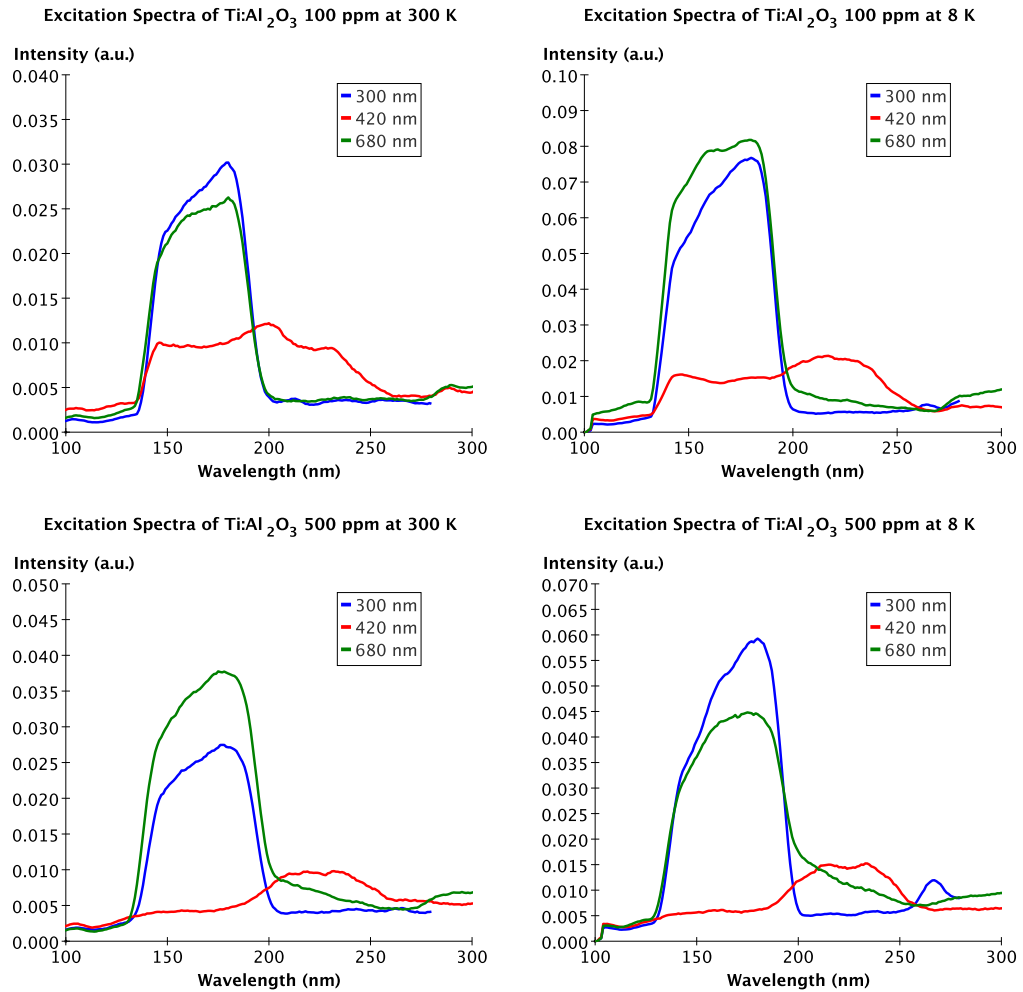 Excitation Spectra of Ti:Al2O3 100 ppm at 300 K
Intensity (a.u.)
0.040
0.035
0.030
0.025
0.020
0.015
0.010
0.005
0.000
300 nm
420 nm
680 nm
100 150 200 250 300
Wavelength (nm)
Excitation Spectra of Ti:Al2O3 100 ppm at 8 K
Intensity (a.u.)
0.10
0.09
0.08
0.07
0.06
0.05
0.04
0.03
0.02
0.01
0.00
300 nm
420 nm
680 nm
100 150 200 250 300
Wavelength (nm)
Excitation Spectra of Ti:Al2O3 500 ppm at 300 K
Intensity (a.u.)
0.050
0.045
0.040
0.035
0.030
0.025
0.020
0.015
0.010
0.005
0.000
300 nm
420 nm
680 nm
100 150 200 250 300
Wavelength (nm)
Excitation Spectra of Ti:Al2O3 500 ppm at 8 K
Intensity (a.u.)
0.070
0.065
0.060
0.055
0.050
0.045
0.040
0.035
0.030
0.025
0.020
0.015
0.010
0.005
0.000
300 nm
420 nm
680 nm
100 150 200 250 300
Wavelength (nm)